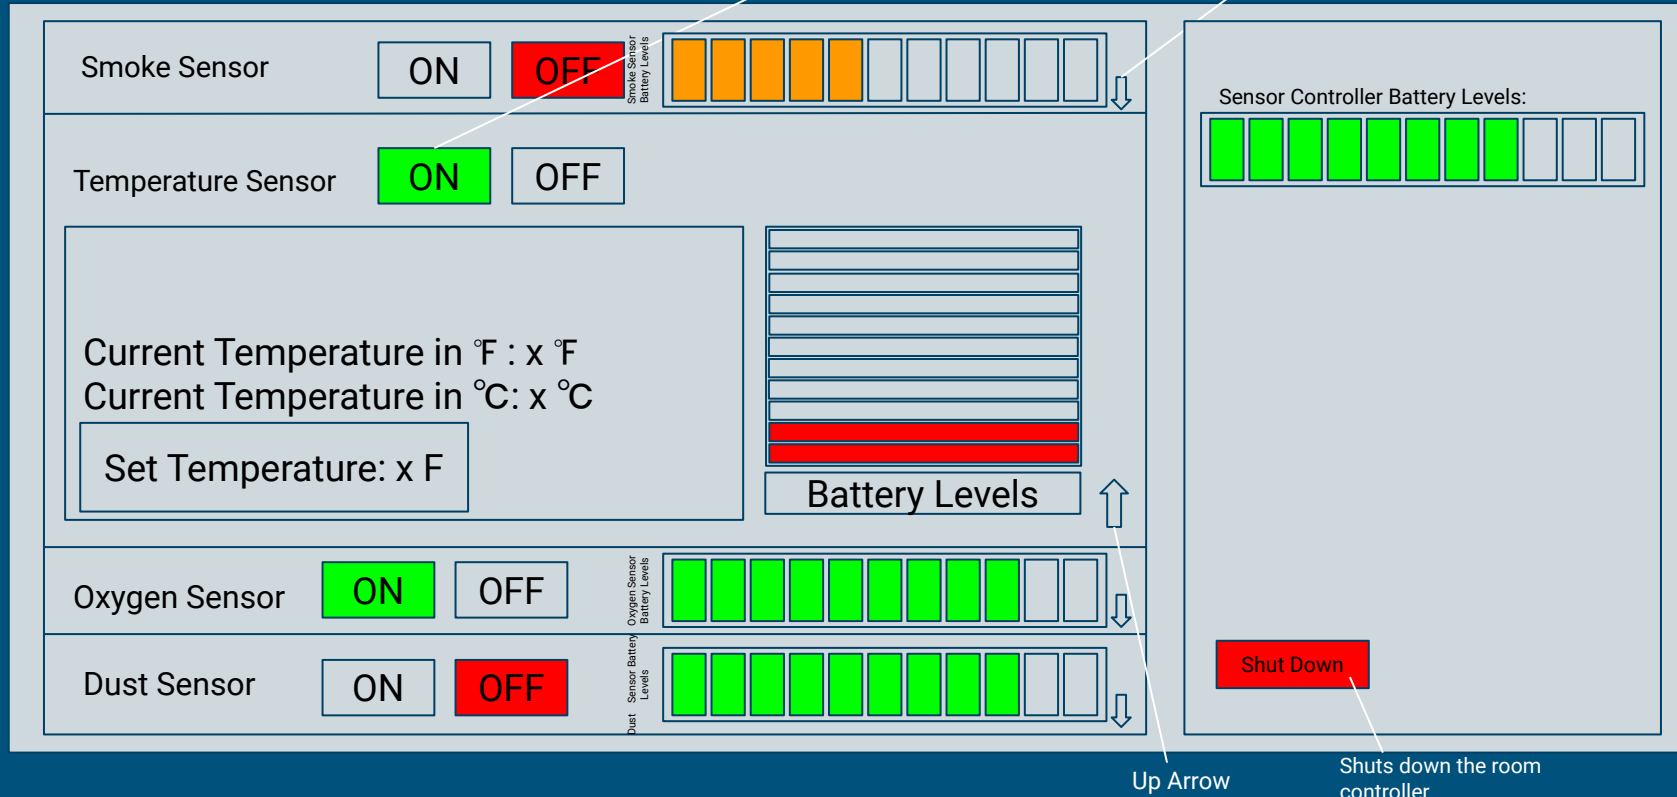 Smoke Sensor
ON
OFF
Smoke Sensor
Battery Levels
Sensor Controller Battery Levels:
Temperature Sensor
ON
OFF
Current Temperature in °F : x °F
Current Temperature in °C: x °C
Set Temperature: x F
Battery Levels
Oxygen Sensor
ON
OFF
Oxygen Sensor
Battery Levels
Dust Sensor
ON
OFF
Dust Sensor Battery
Levels
Shut Down
Up Arrow
Shuts down the room
controller